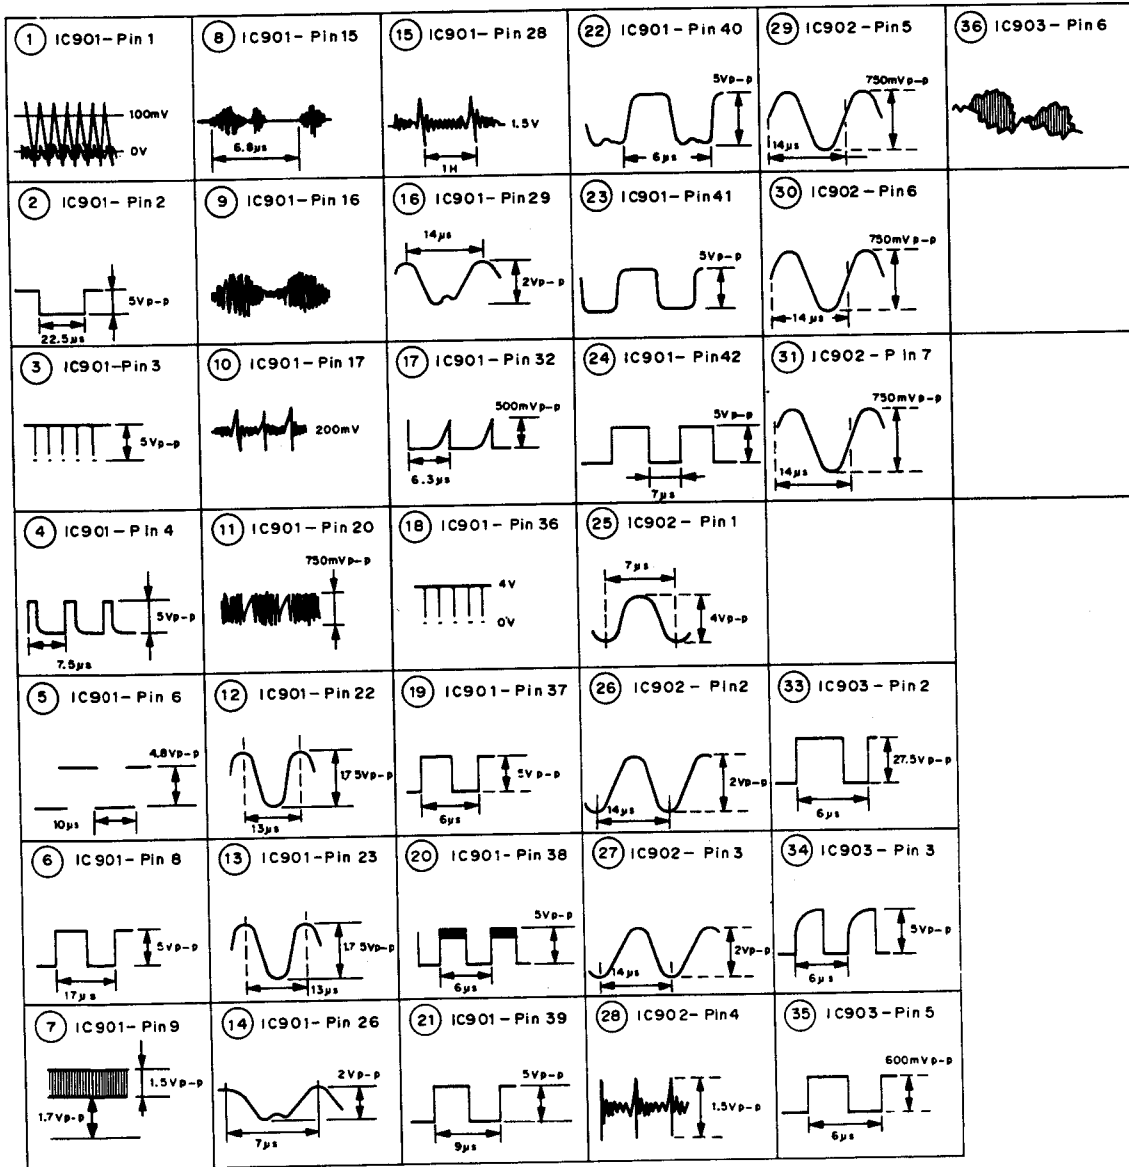 1 IC901-Pin 1
100mV
0V
8 IC901-Pin 15
6.8µs
15 IC901-Pin 28
1.5V
1H
22 IC901-Pin 40
5Vp-p
6µs
29 IC902-Pin 5
750mVp-p
14µs
36 IC903-Pin 6
2 IC901-Pin 2
5Vp-p
22.5µs
9 IC901-Pin 16
16 IC901-Pin 29
14µs
2Vp-p
23 IC901-Pin 41
5Vp-p
30 IC902-Pin 6
750mVp-p
14µs
3 IC901-Pin 3
5Vp-p
10 IC901-Pin 17
200mV
17 IC901-Pin 32
500mVp-p
6.3µs
24 IC901-Pin 42
5Vp-p
7µs
31 IC902-Pin 7
750mVp-p
14µs
4 IC901-Pin 4
5Vp-p
7.5µs
11 IC901-Pin 20
750mVp-p
18 IC901-Pin 36
4V
0V
25 IC902-Pin 1
7µs
4Vp-p
5 IC901-Pin 6
4.8Vp-p
10µs
12 IC901-Pin 22
1.75Vp-p
13µs
19 IC901-Pin 37
5Vp-p
6µs
26 IC902-Pin 2
2Vp-p
14µs
33 IC903-Pin 2
27.5Vp-p
6µs
6 IC901-Pin 8
5Vp-p
17µs
13 IC901-Pin 23
1.75Vp-p
13µs
20 IC901-Pin 38
5Vp-p
6µs
27 IC902-Pin 3
2Vp-p
14µs
34 IC903-Pin 3
5Vp-p
6µs
7 IC901-Pin 9
1.5Vp-p
1.7Vp-p
14 IC901-Pin 26
2Vp-p
7µs
21 IC901-Pin 39
5Vp-p
9µs
28 IC902-Pin 4
1.5Vp-p
35 IC903-Pin 5
600mVp-p
6µs